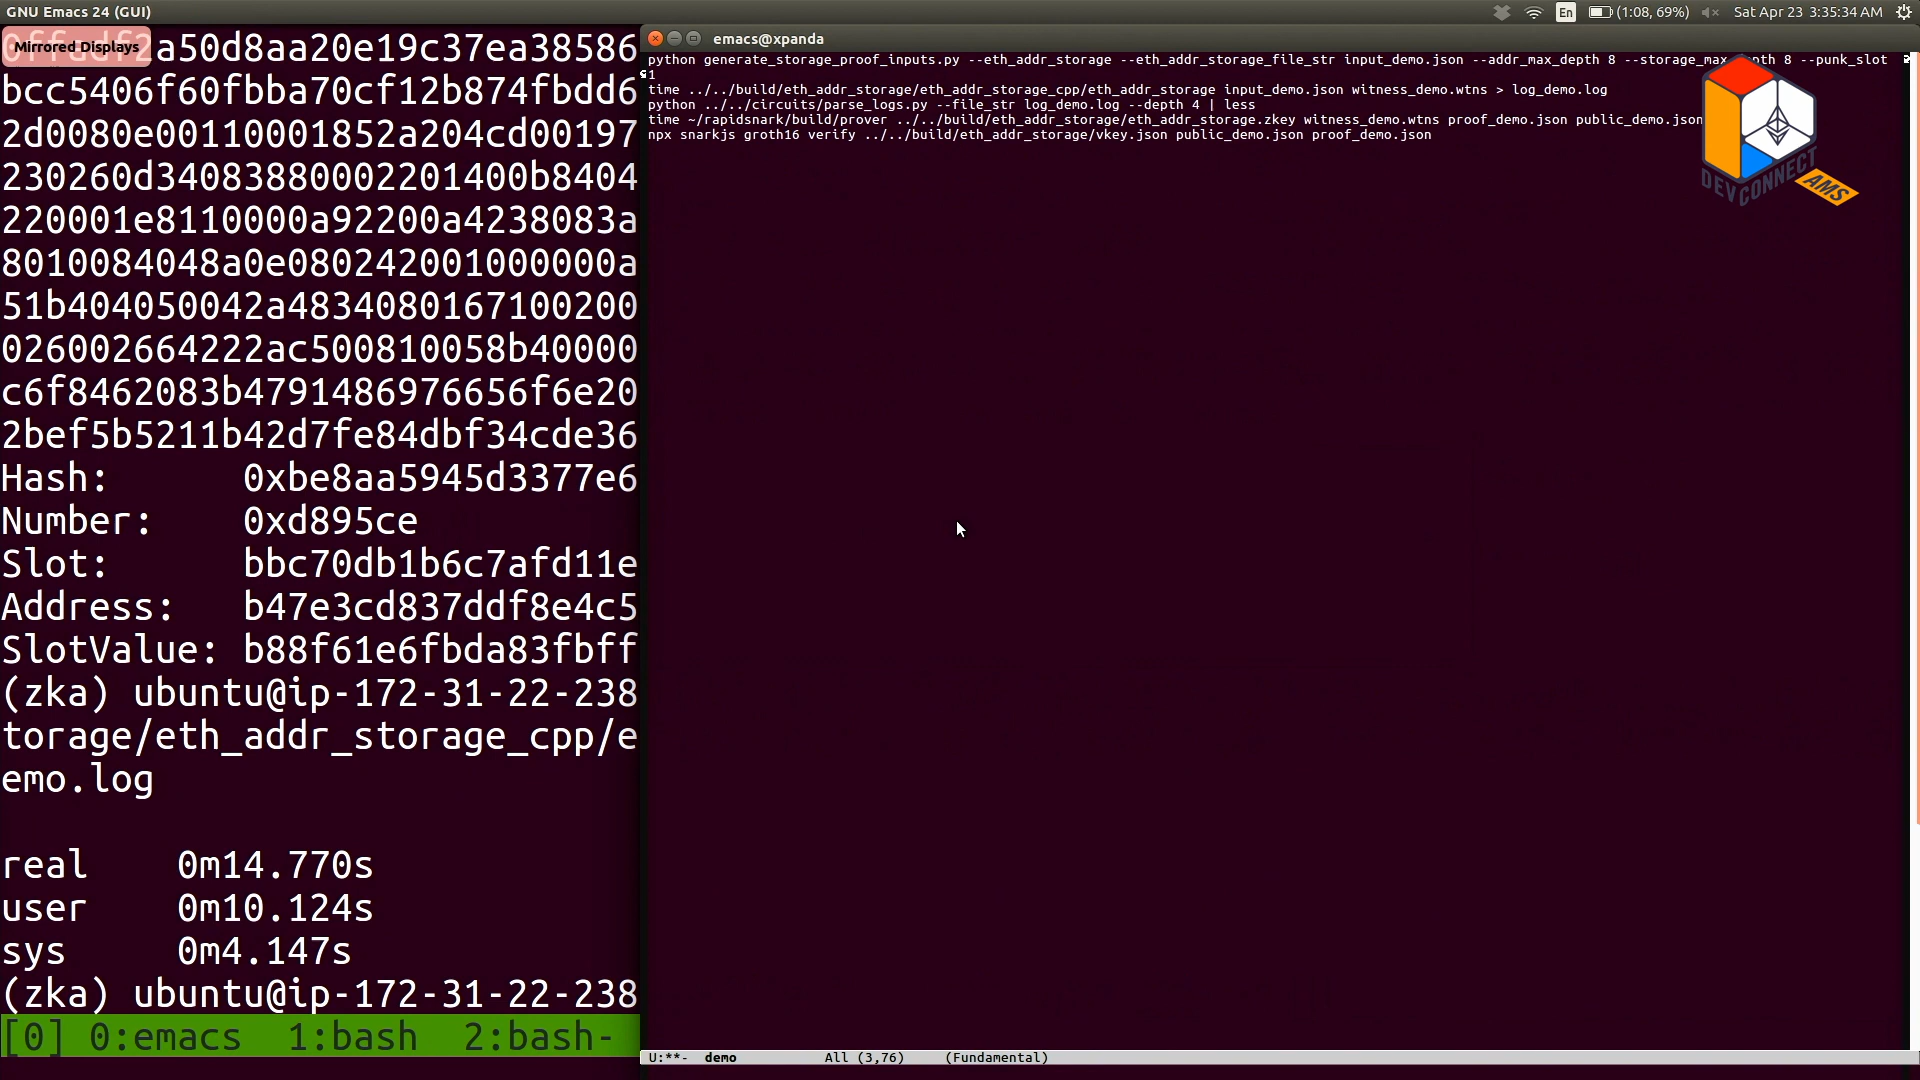 GNU Emacs 24 (GUI)
En (1:08, 69%) Sat Apr 23 3:35:34 AM
Mirrored Displays
a50d8aa20e19c37ea38586
bcc5406f60fbba70cf12b874fbdd6
2d0080e00110001852a204cd00197
230260d34083880002201400b8404
220001e8110000a92200a4238083a
8010084048a0e080242001000000a
51b404050042a4834080167100200
026002664222ac500810058b40000
c6f8462083b4791486976656f6e20
2bef5b5211b42d7fe84dbf34cde36
Hash: 0xbe8aa5945d3377e6
Number: 0xd895ce
Slot: bbc70db1b6c7afd11e
Address: b47e3cd837ddf8e4c5
SlotValue: b88f61e6fbda83fbff
(zka) ubuntu@ip-172-31-22-238
torage/eth_addr_storage_cpp/e
emo.log
real 0m14.770s
user 0m10.124s
sys 0m4.147s
(zka) ubuntu@ip-172-31-22-238
[0] 0:emacs 1:bash 2:bash-
emacs@xpanda
python generate_storage_proof_inputs.py --eth_addr_storage --eth_addr_storage_file_str input_demo.json --addr_max_depth 8 --storage_max_depth 8 --punk_slot
1
time ../../build/eth_addr_storage/eth_addr_storage_cpp/eth_addr_storage input_demo.json witness_demo.wtns > log_demo.log
python ../../circuits/parse_logs.py --file_str log_demo.log --depth 4 | less
time ~/rapidsnark/build/prover ../../build/eth_addr_storage/eth_addr_storage.zkey witness_demo.wtns proof_demo.json public_demo.json
npx snarkjs groth16 verify ../../build/eth_addr_storage/vkey.json public_demo.json proof_demo.json
DEVCONNECT
AMS
U:**- demo All (3,76) (Fundamental)